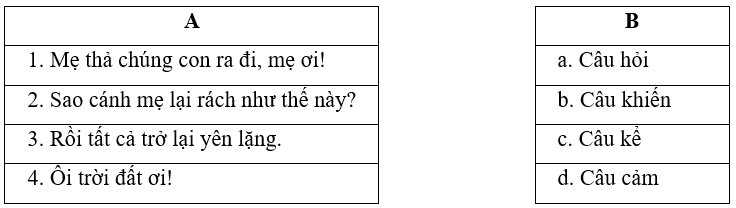 A
B
1. Mẹ thả chúng con ra đi, mẹ ơi!
a. Câu hỏi
2. Sao cánh mẹ lại rách như thế này?
b. Câu khiến
3. Rồi tất cả trở lại yên lặng.
c. Câu kể
4. Ôi trời đất ơi!
d. Câu cảm